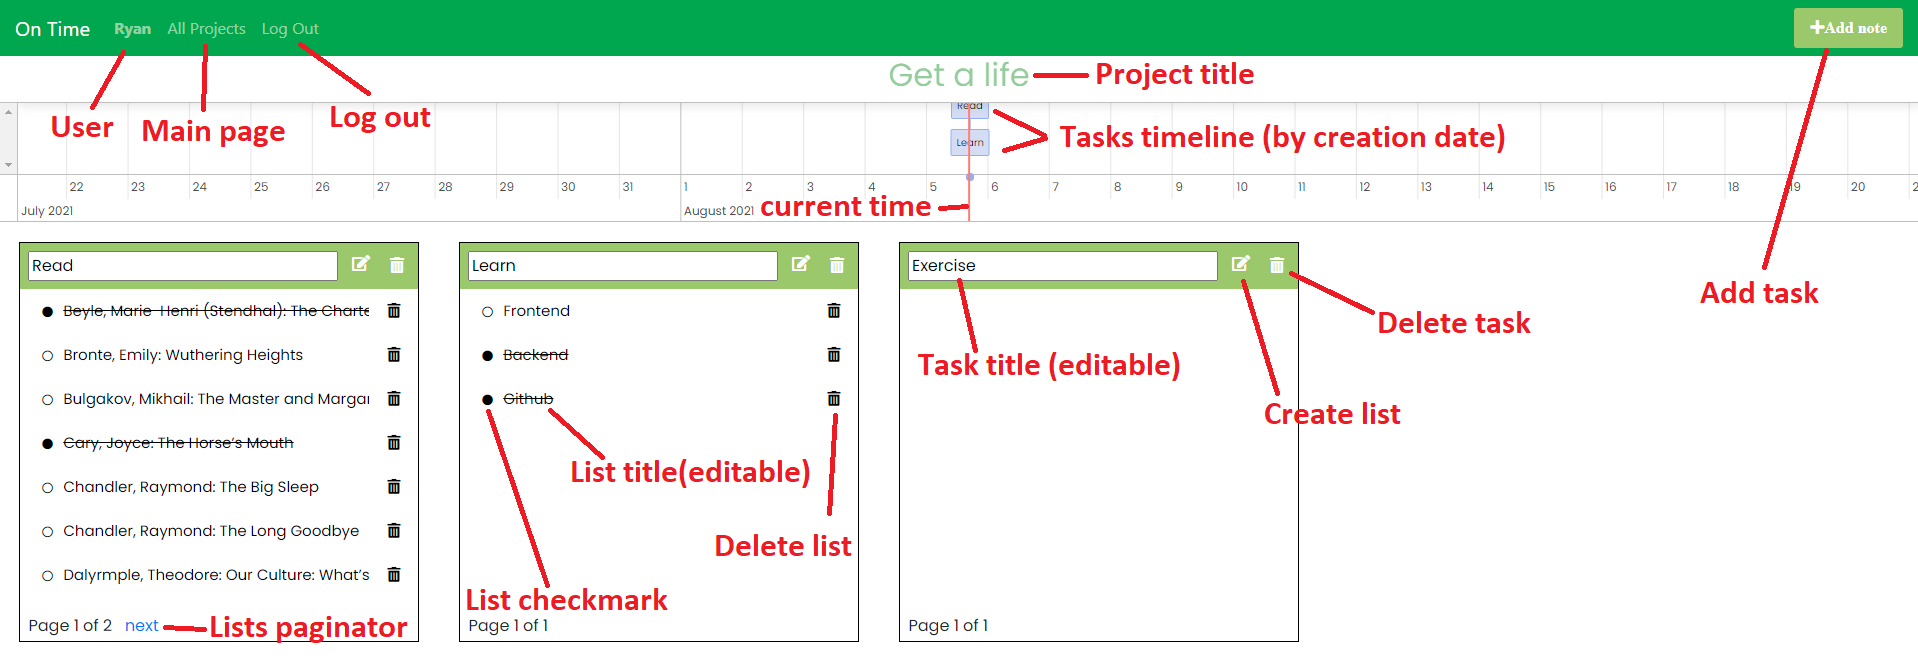 On Time Ryan All Projects Log Out Add note
Get a life Project title
User Main page Log out
Read
Learn
Tasks timeline (by creation date)
22 23 24 25 26 27 28 29 30 31 1 2 3 4 5 6 7 8 9 10 11 12 13 14 15 16 17 18 19 20 2
July 2021 August 2021 current time
Add task
Read
Beyle, Marie-Henri (Stendhal): The Charte
Bronte, Emily: Wuthering Heights
Bulgakov, Mikhail: The Master and Margar
Cary, Joyce: The Horse's Mouth
Chandler, Raymond: The Big Sleep
Chandler, Raymond: The Long Goodbye
Dalyrmple, Theodore: Our Culture: What's
Page 1 of 2 next Lists paginator
Learn
Frontend
Backend
Github
List title(editable)
Delete list
List checkmark
Page 1 of 1
Exercise
Delete task
Task title (editable)
Create list
Page 1 of 1